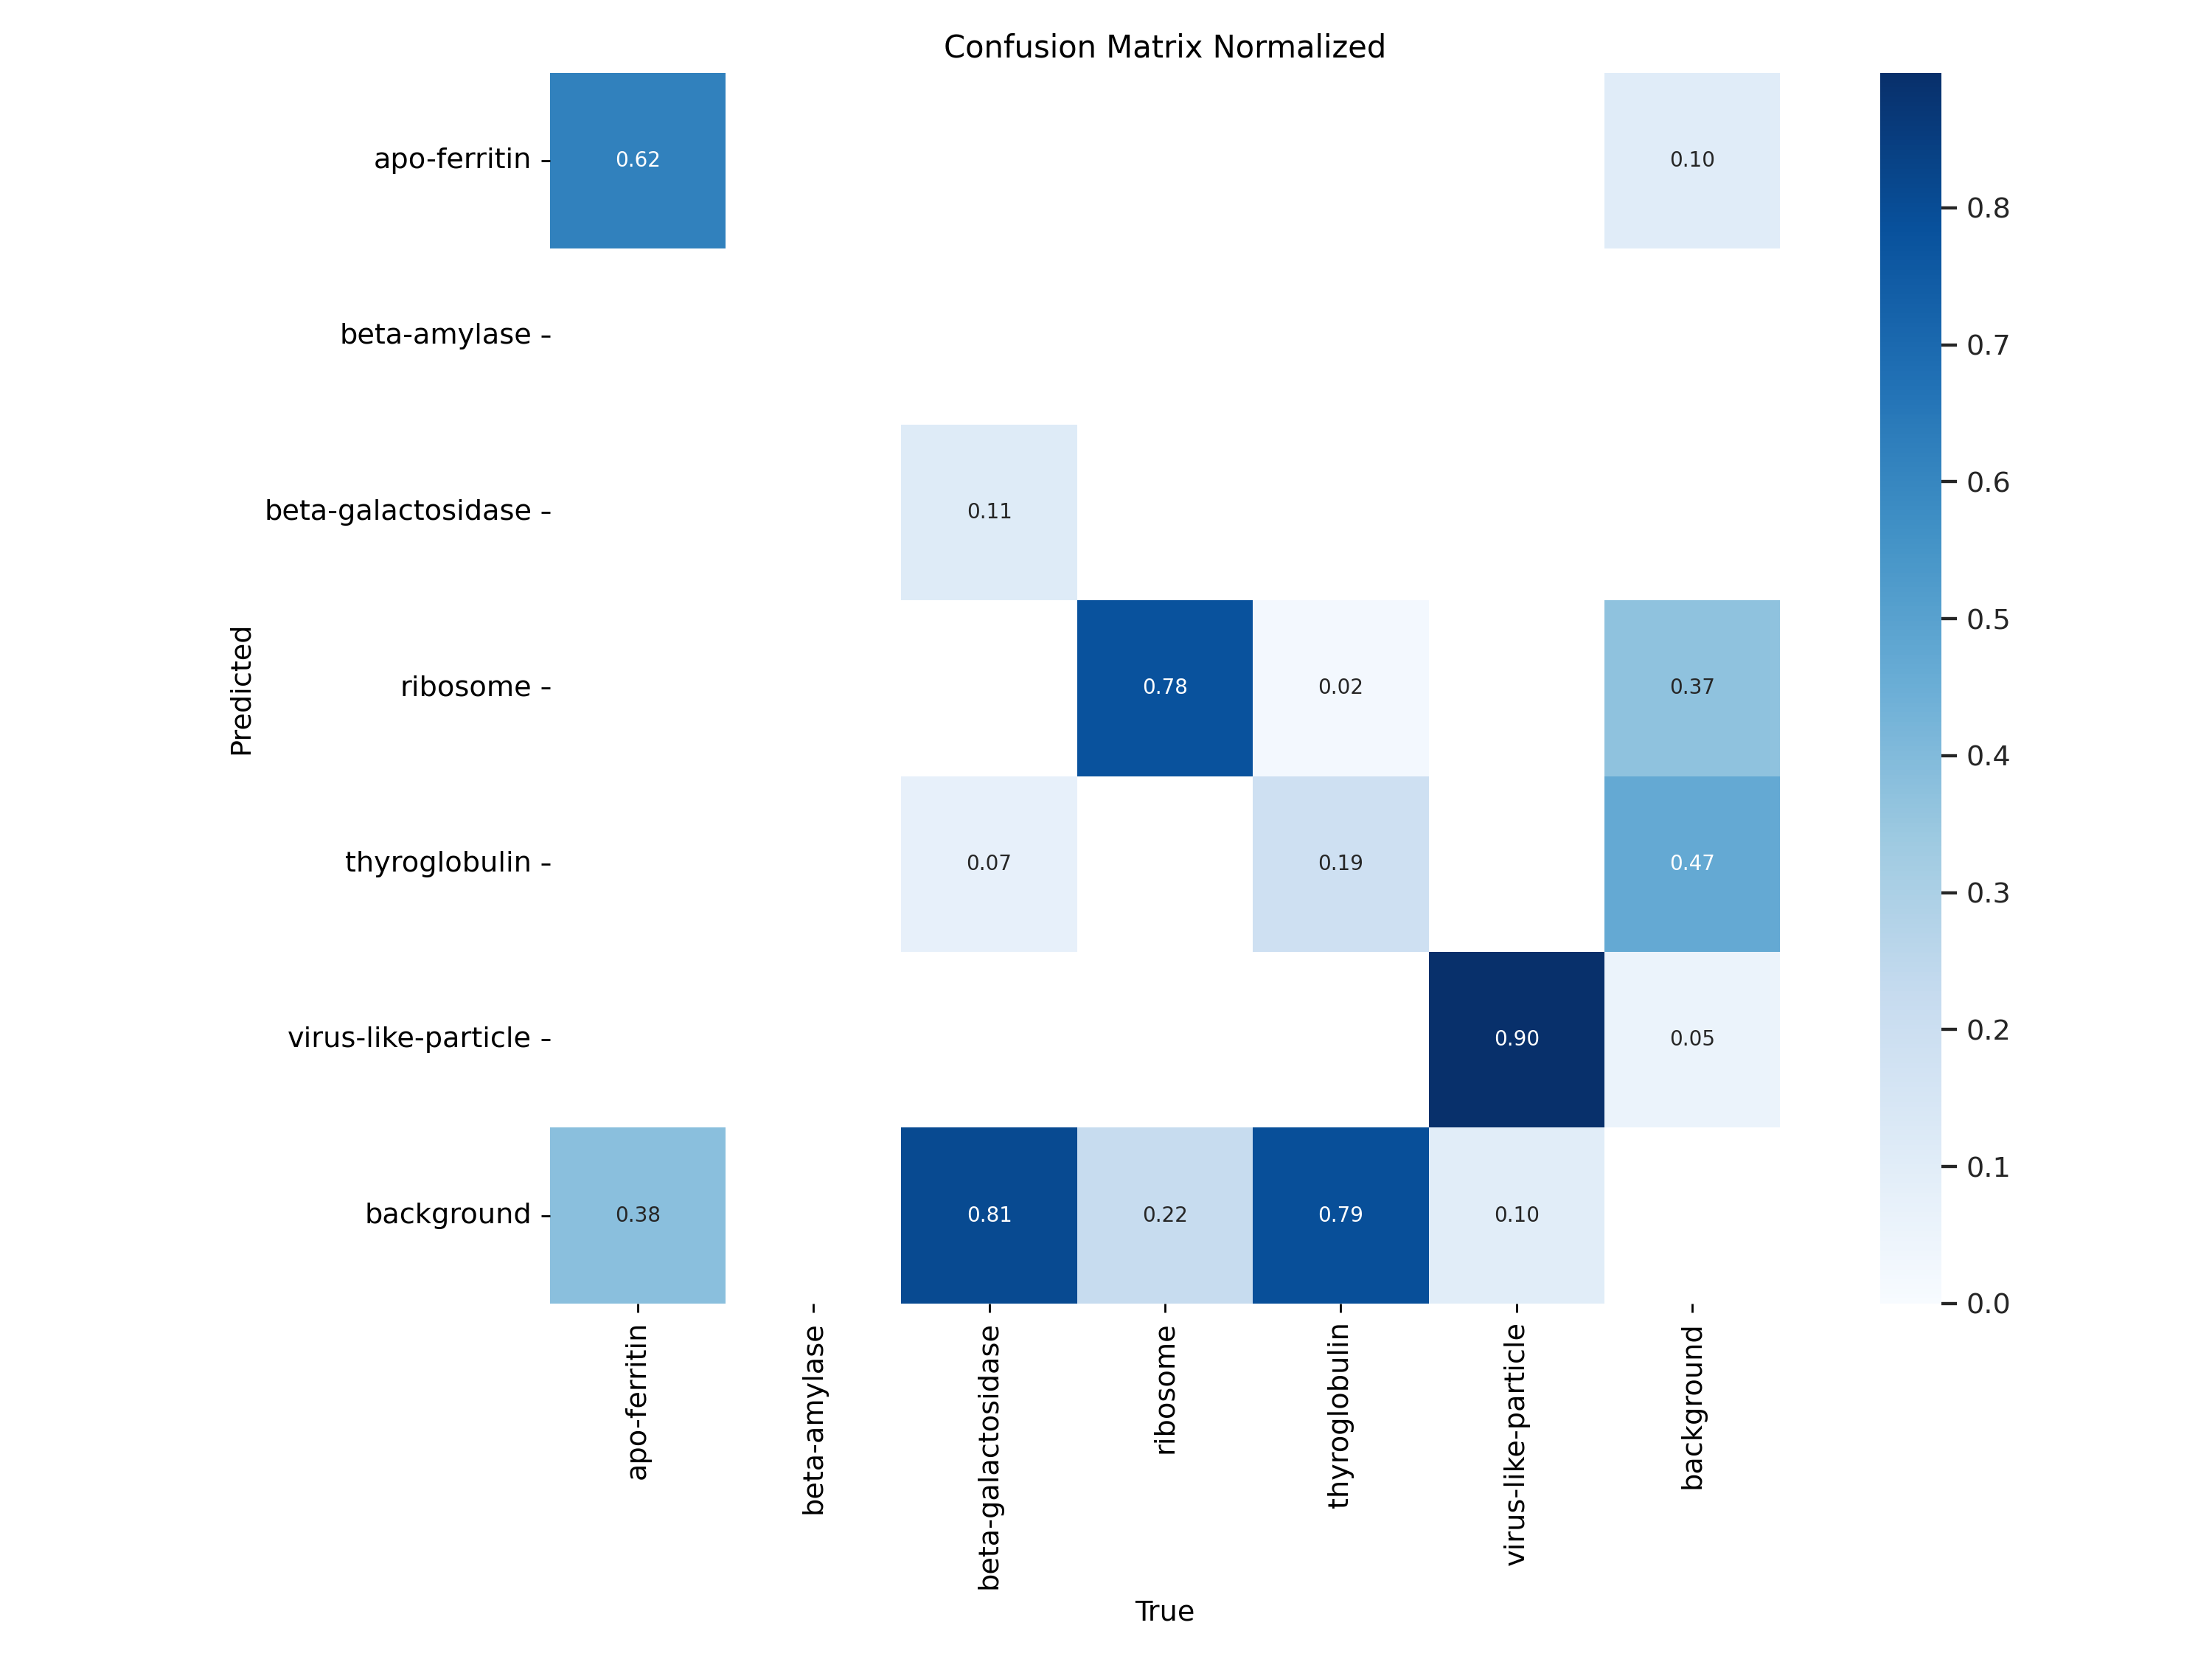 Confusion Matrix Normalized
apo-ferritin
0.62
0.10
beta-amylase
beta-galactosidase
0.11
ribosome
0.78
0.02
0.37
thyroglobulin
0.07
0.19
0.47
virus-like-particle
0.90
0.05
background
0.38
0.81
0.22
0.79
0.10
Predicted
apo-ferritin
beta-amylase
beta-galactosidase
ribosome
thyroglobulin
virus-like-particle
background
True
0.8
0.7
0.6
0.5
0.4
0.3
0.2
0.1
0.0